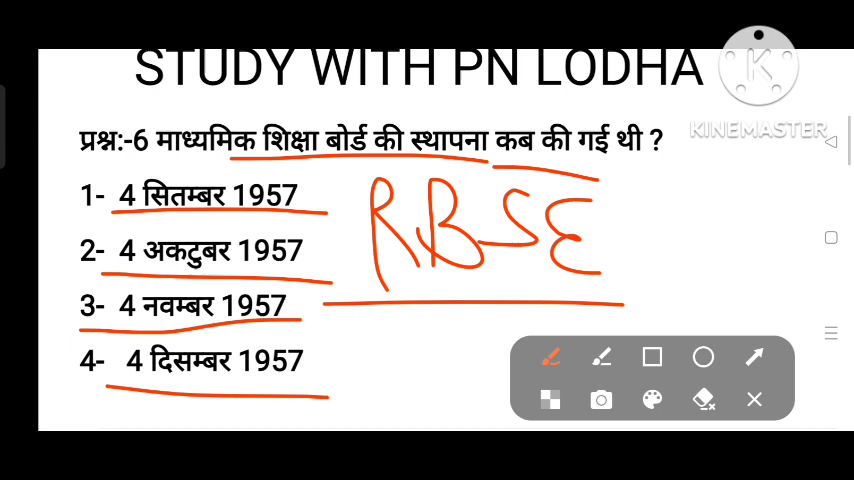 STUDY WITH PN LODHA
KINEMASTER
प्रश्न:-6 माध्यमिक शिक्षा बोर्ड की स्थापना कब की गई थी ?
1- 4 सितम्बर 1957
2- 4 अकटुबर 1957
3- 4 नवम्बर 1957
4- 4 दिसम्बर 1957
RBSE